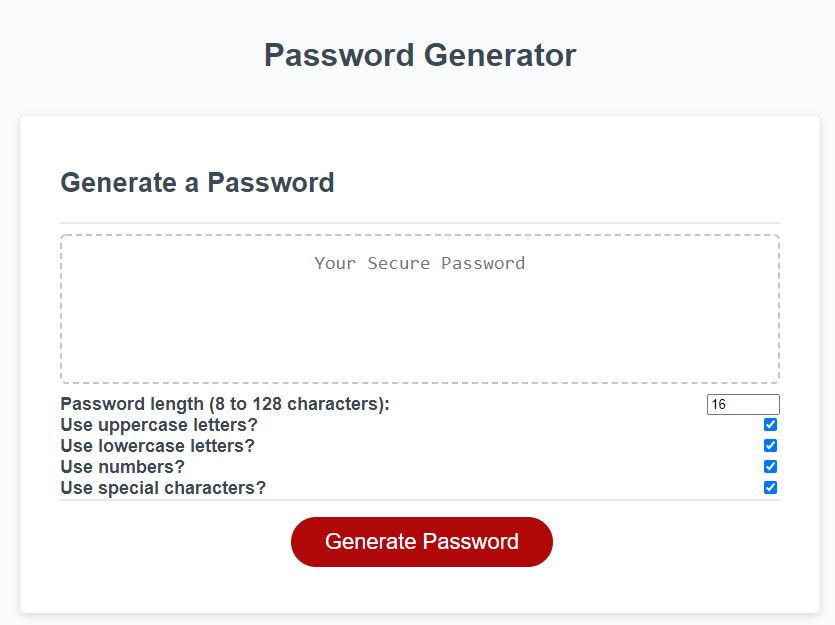 Password Generator
Generate a Password
Your Secure Password
Password length (8 to 128 characters): 16
Use uppercase letters?
Use lowercase letters?
Use numbers?
Use special characters?
Generate Password